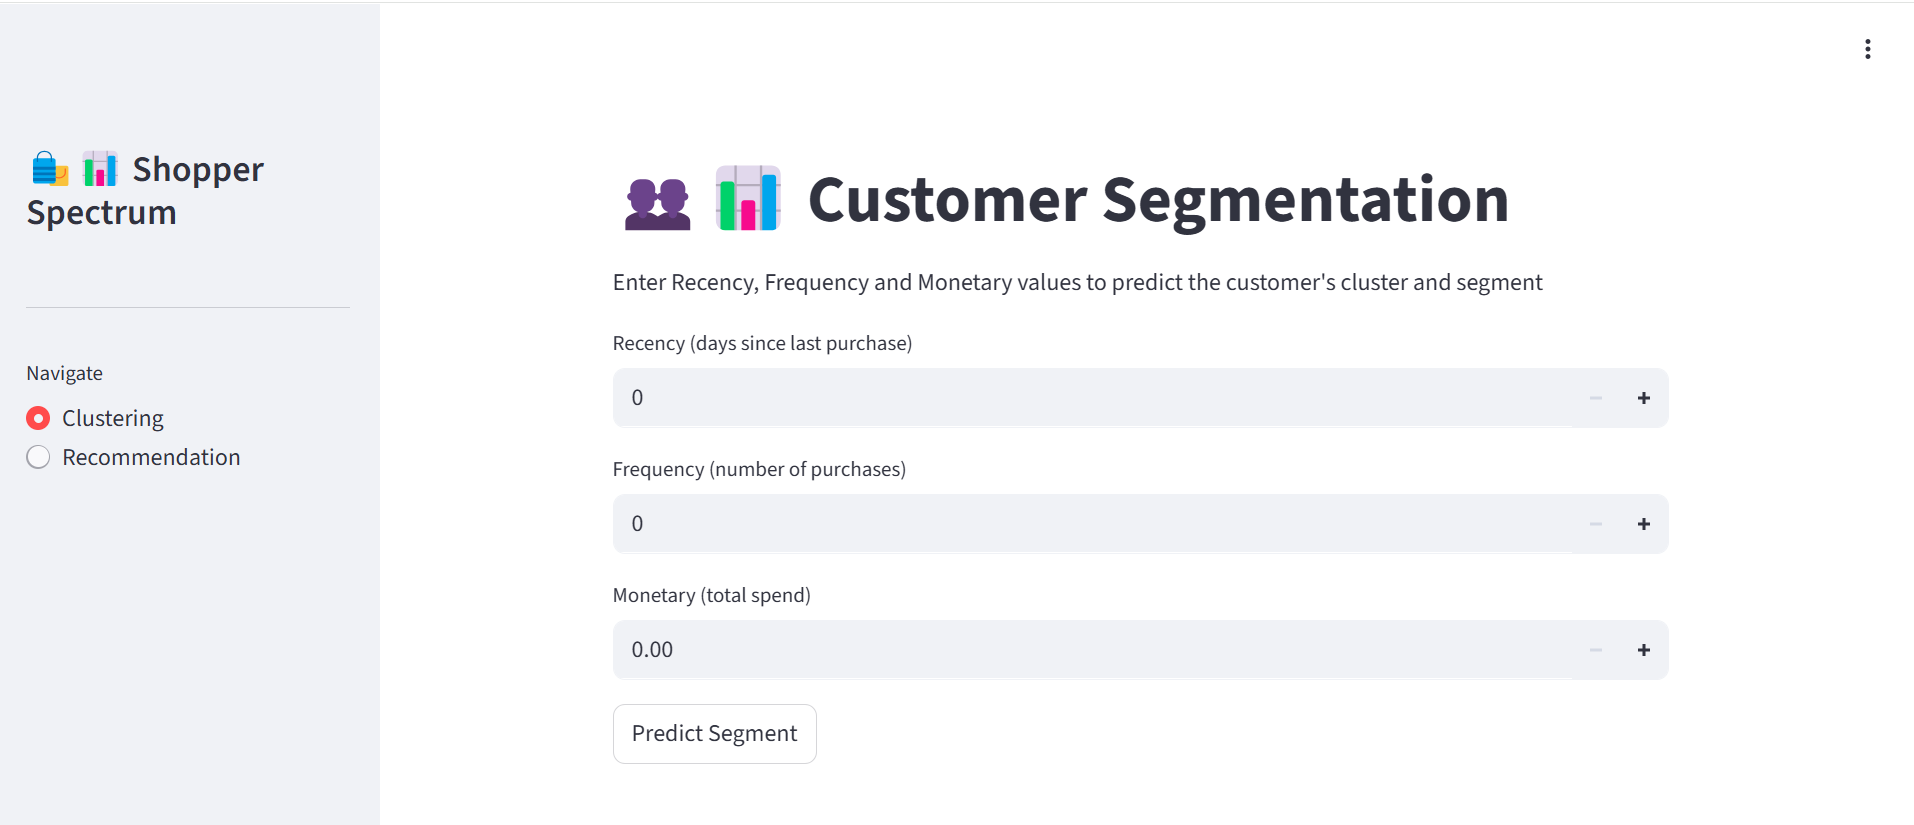 Shopper
Spectrum
Navigate
Clustering
Recommendation
Customer Segmentation
Enter Recency, Frequency and Monetary values to predict the customer's cluster and segment
Recency (days since last purchase)
0
Frequency (number of purchases)
0
Monetary (total spend)
0.00
Predict Segment